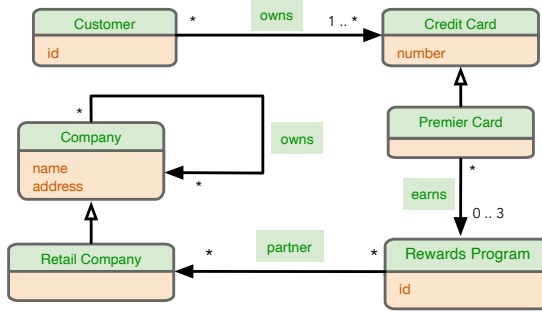 Customer
id
*
owns
1 .. *
Credit Card
number
*
Company
name
address
owns
*
Premier Card
*
earns
0 .. 3
Retail Company
*
partner
*
Rewards Program
id